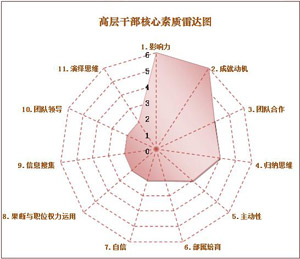 高层干部核心素质雷达图
1. 影响力
2. 成就动机
3. 团队合作
4. 归纳思维
5. 主动性
6. 部属培养
7. 自信
8. 果断与职位权力运用
9. 信息搜集
10. 团队领导
11. 演绎思维
6
5
4
3
2
1
0